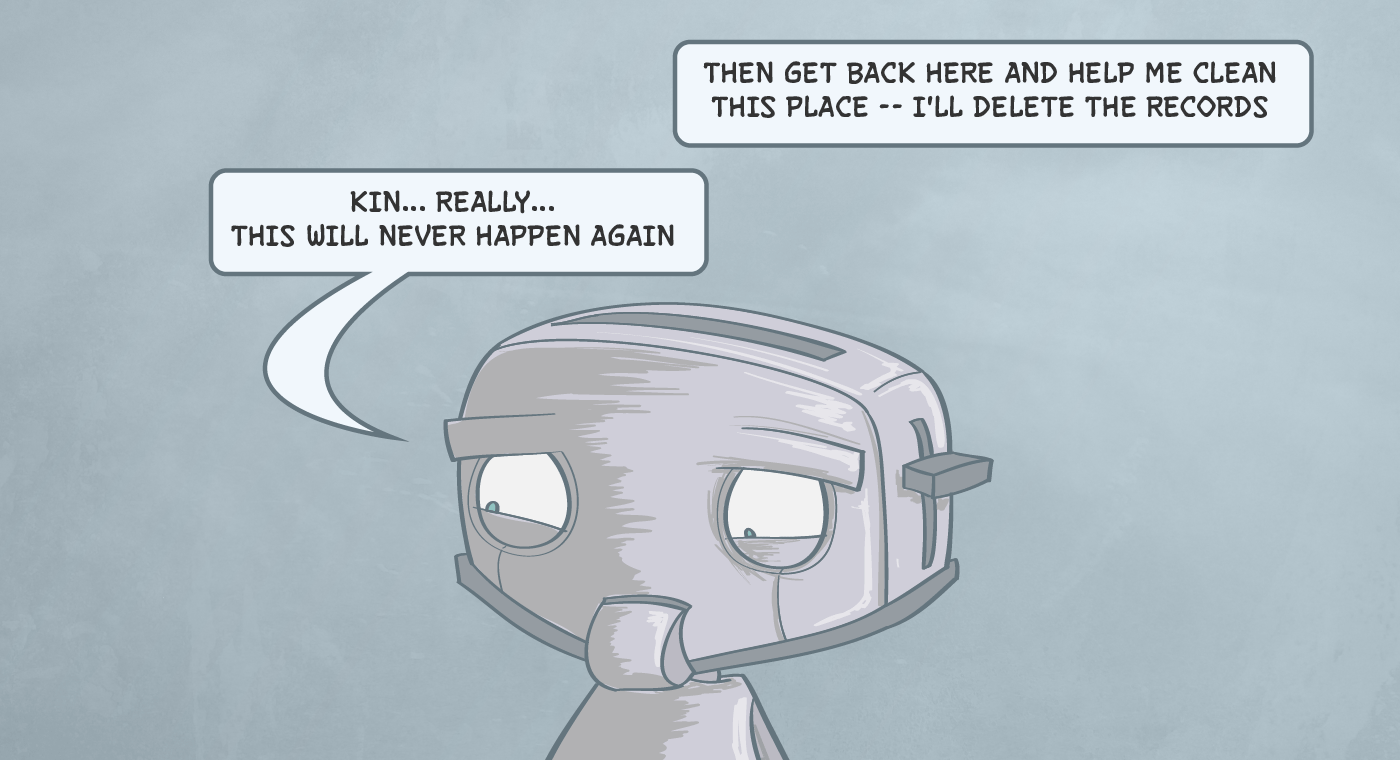 THEN GET BACK HERE AND HELP ME CLEAN
THIS PLACE -- I'LL DELETE THE RECORDS
KIN... REALLY...
THIS WILL NEVER HAPPEN AGAIN